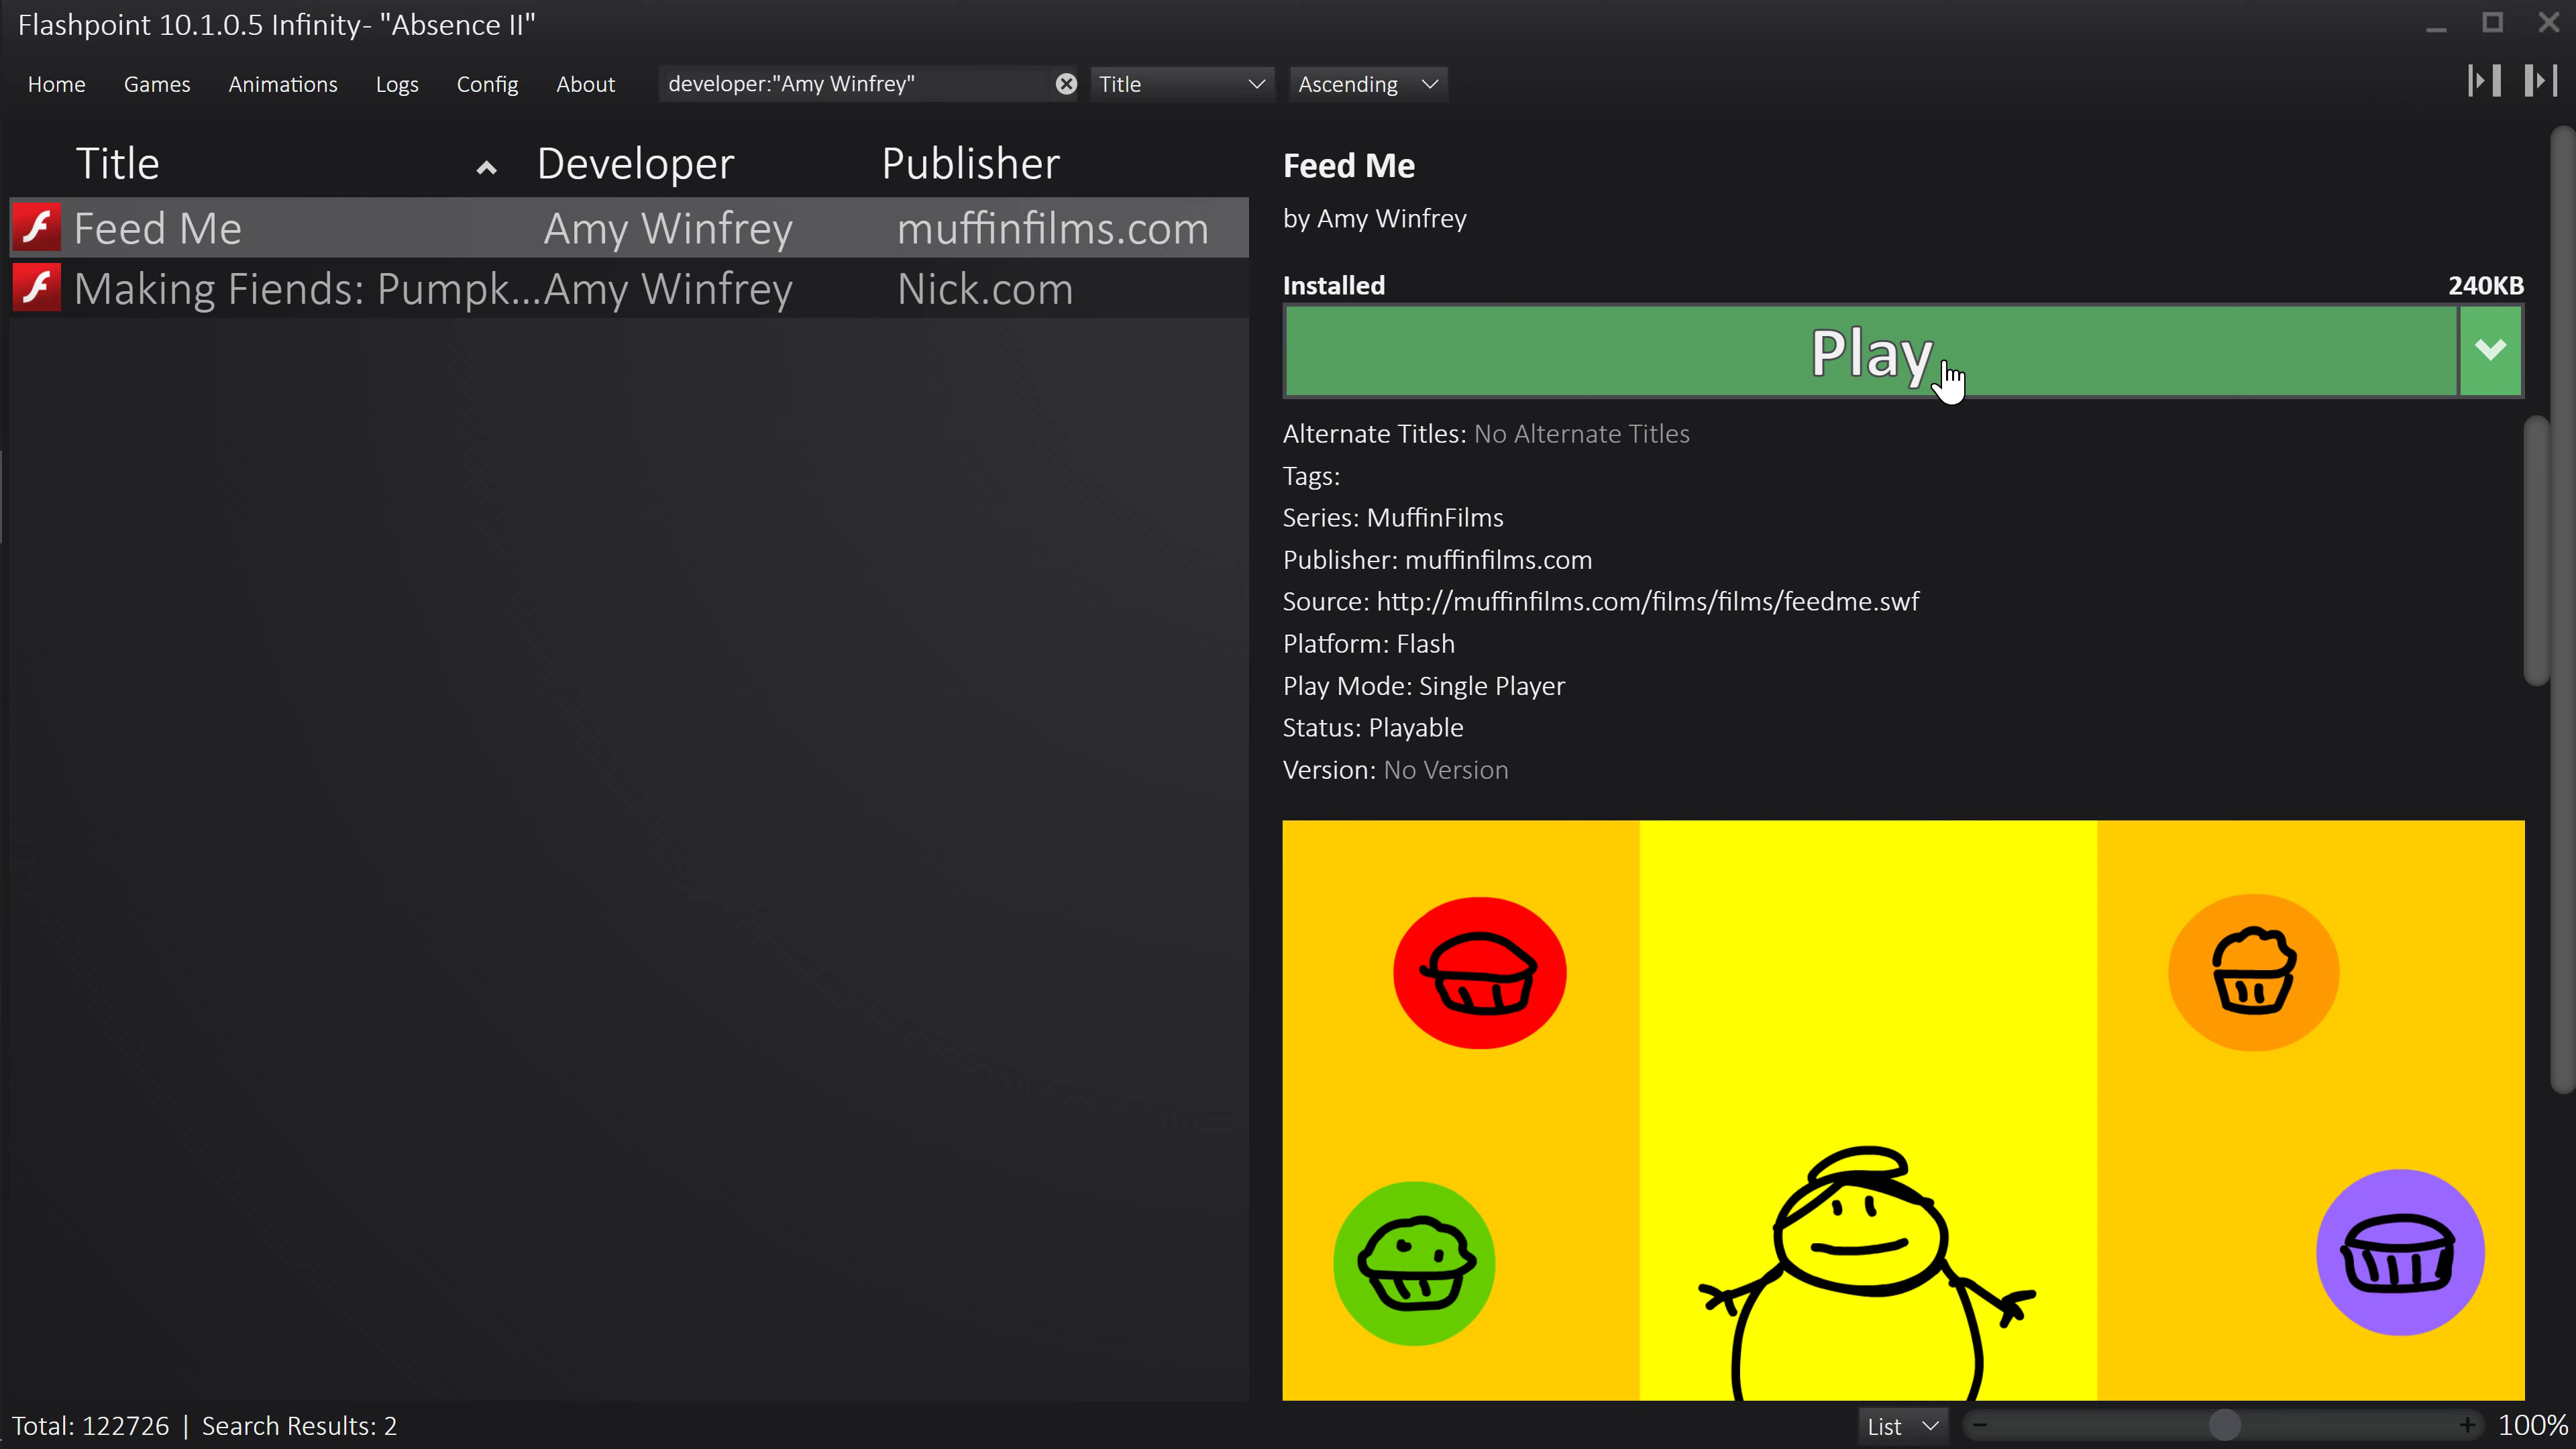 Flashpoint 10.1.0.5 Infinity- "Absence II"
Home Games Animations Logs Config About developer:"Amy Winfrey" Title Ascending
Title Developer Publisher
Feed Me Amy Winfrey muffinfilms.com
Making Fiends: Pumpk... Amy Winfrey Nick.com
Feed Me
by Amy Winfrey
Installed 240KB
Play
Alternate Titles: No Alternate Titles
Tags:
Series: MuffinFilms
Publisher: muffinfilms.com
Source: http://muffinfilms.com/films/films/feedme.swf
Platform: Flash
Play Mode: Single Player
Status: Playable
Version: No Version
Total: 122726 | Search Results: 2
List - + 100%